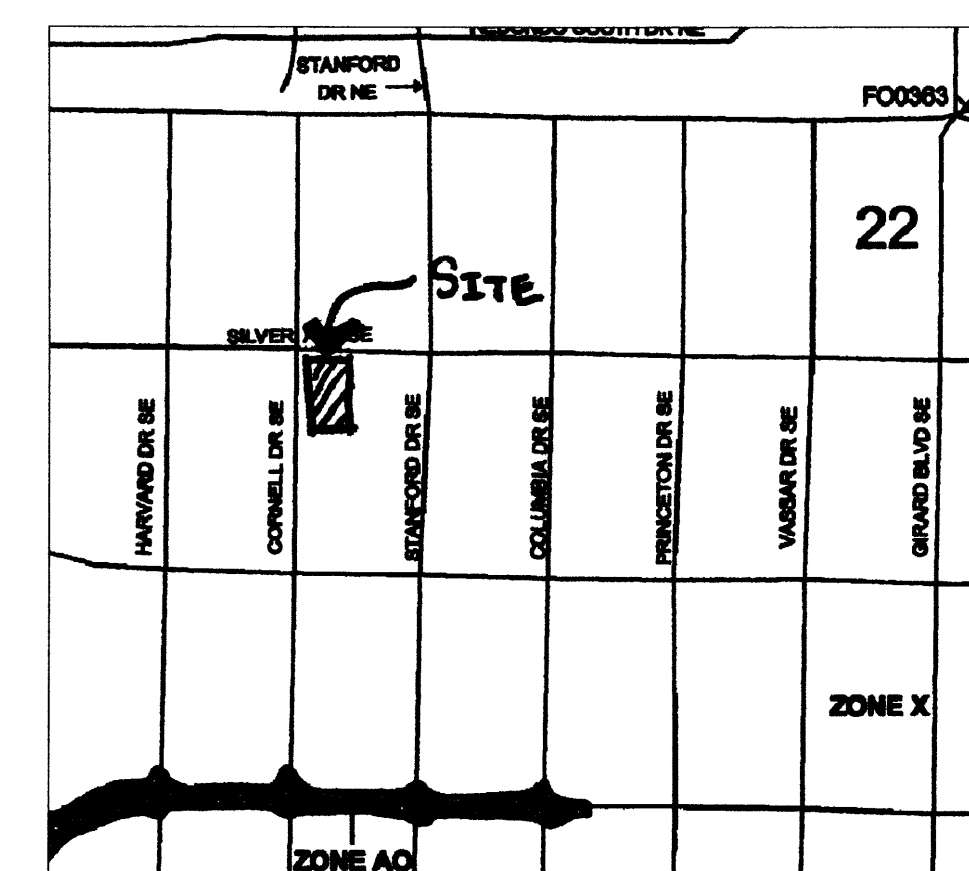 STANFORD
DR NE
FO0363
22
SITE
SILVER
HARVARD DR SE
CORNELL DR SE
STANFORD DR SE
COLUMBIA DR SE
PRINCETON DR SE
VASSAR DR SE
GIRARD BLVD SE
ZONE X
ZONE AO